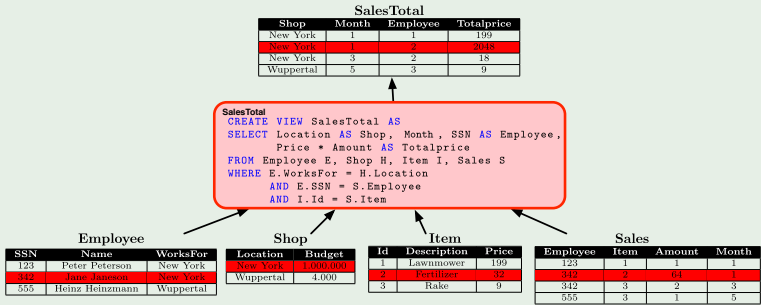 SalesTotal
Shop Month Employee Totalprice
New York 1 1 199
New York 1 2 2048
New York 3 2 18
Wuppertal 5 3 9
SalesTotal
CREATE VIEW SalesTotal AS
SELECT Location AS Shop, Month, SSN AS Employee,
Price * Amount AS Totalprice
FROM Employee E, Shop H, Item I, Sales S
WHERE E.WorksFor = H.Location
AND E.SSN = S.Employee
AND I.Id = S.Item
Employee
SSN Name WorksFor
123 Peter Peterson New York
342 Jane Janeson New York
555 Heinz Heinzmann Wuppertal
Shop
Location Budget
New York 1.000.000
Wuppertal 4.000
Item
Id Description Price
1 Lawnmower 199
2 Fertilizer 32
3 Rake 9
Sales
Employee Item Amount Month
123 1 1 1
342 2 64 1
342 3 2 3
555 3 1 5